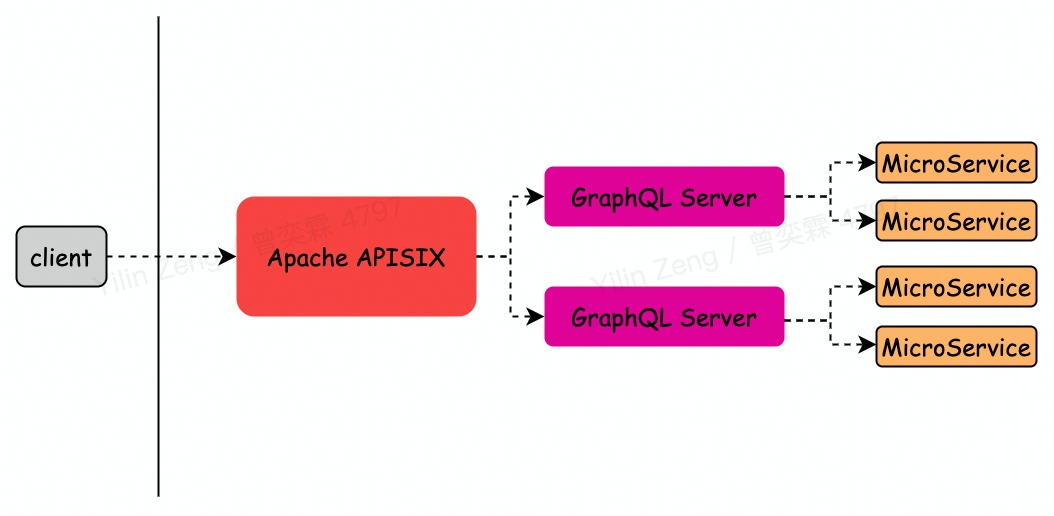 client
Apache APISIX
GraphQL Server
GraphQL Server
MicroService
MicroService
MicroService
MicroService
Yilin Zeng 曾奕霖 4797
Yilin Zeng / 曾奕霖 4797